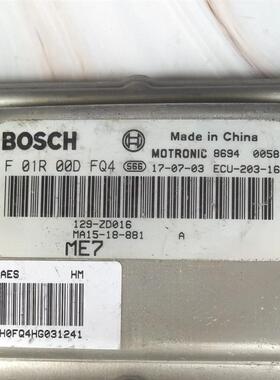 BOSCH
Made in China
MOTRONIC 8694 0058
F 01R 00D FQ4 S6G 17-07-03 ECU-203-16
129-ZD016
MA15-18-881 A
ME7
AES HM
H0FQ4HG031241